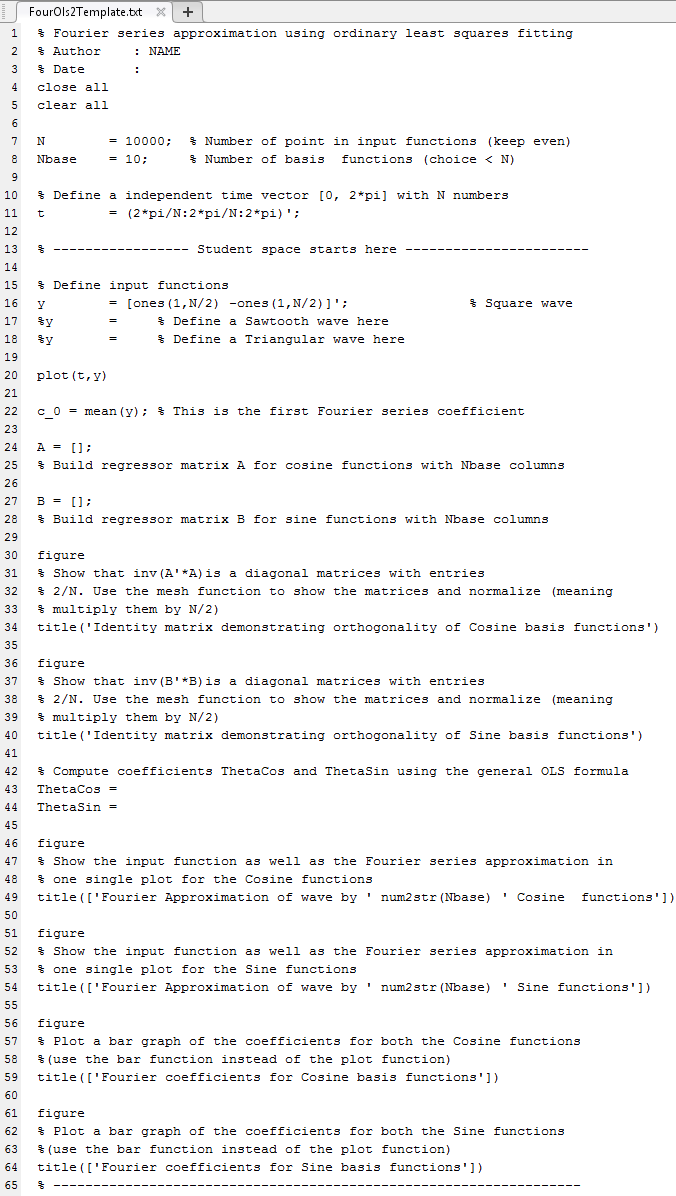 FourOls2Template.txt × +
1 % Fourier series approximation using ordinary least squares fitting
2 % Author    : NAME
3 % Date      :
4 close all
5 clear all
6
7 N        = 10000;  % Number of point in input functions (keep even)
8 Nbase    = 10;     % Number of basis  functions (choice < N)
9
10 % Define a independent time vector [0, 2*pi] with N numbers
11 t        = (2*pi/N:2*pi/N:2*pi)';
12
13 % ----------------- Student space starts here -----------------------
14
15 % Define input functions
16 y        = [ones(1,N/2) -ones(1,N/2)]';               % Square wave
17 %y       =     % Define a Sawtooth wave here
18 %y       =     % Define a Triangular wave here
19
20 plot(t,y)
21
22 c_0 = mean(y); % This is the first Fourier series coefficient
23
24 A = [];
25 % Build regressor matrix A for cosine functions with Nbase columns
26
27 B = [];
28 % Build regressor matrix B for sine functions with Nbase columns
29
30 figure
31 % Show that inv(A'*A)is a diagonal matrices with entries
32 % 2/N. Use the mesh function to show the matrices and normalize (meaning
33 % multiply them by N/2)
34 title('Identity matrix demonstrating orthogonality of Cosine basis functions')
35
36 figure
37 % Show that inv(B'*B)is a diagonal matrices with entries
38 % 2/N. Use the mesh function to show the matrices and normalize (meaning
39 % multiply them by N/2)
40 title('Identity matrix demonstrating orthogonality of Sine basis functions')
41
42 % Compute coefficients ThetaCos and ThetaSin using the general OLS formula
43 ThetaCos =
44 ThetaSin =
45
46 figure
47 % Show the input function as well as the Fourier series approximation in
48 % one single plot for the Cosine functions
49 title(['Fourier Approximation of wave by ' num2str(Nbase) ' Cosine  functions'])
50
51 figure
52 % Show the input function as well as the Fourier series approximation in
53 % one single plot for the Sine functions
54 title(['Fourier Approximation of wave by ' num2str(Nbase) ' Sine functions'])
55
56 figure
57 % Plot a bar graph of the coefficients for both the Cosine functions
58 %(use the bar function instead of the plot function)
59 title(['Fourier coefficients for Cosine basis functions'])
60
61 figure
62 % Plot a bar graph of the coefficients for both the Sine functions
63 %(use the bar function instead of the plot function)
64 title(['Fourier coefficients for Sine basis functions'])
65 % ------------------------------------------------------------------